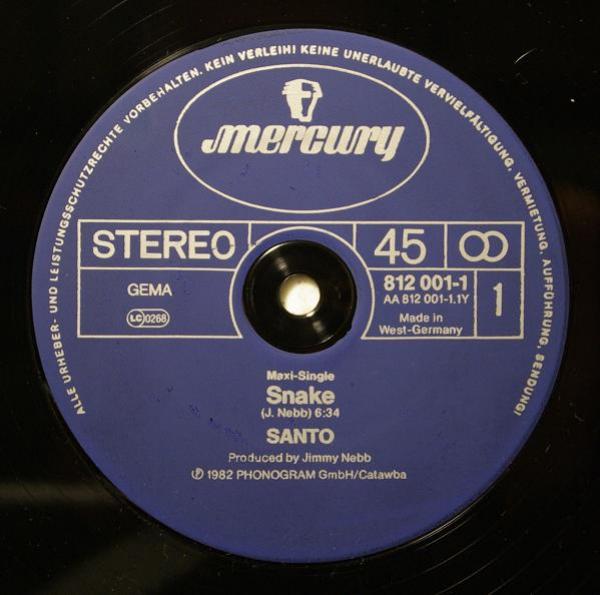 ALLE URHEBER- UND LEISTUNGSSCHUTZRECHTE VORBEHALTEN. KEIN VERLEIH! KEINE UNERLAUBTE VERVIELFÄLTIGUNG, VERMIETUNG, AUFFÜHRUNG, SENDUNG!
mercury
STEREO
45
GEMA
LC 0268
812 001-1
AA 812 001-1.1Y
Made in
West-Germany
1
Maxi-Single
Snake
(J. Nebb) 6:34
SANTO
Produced by Jimmy Nebb
Ⓟ 1982 PHONOGRAM GmbH/Catawba